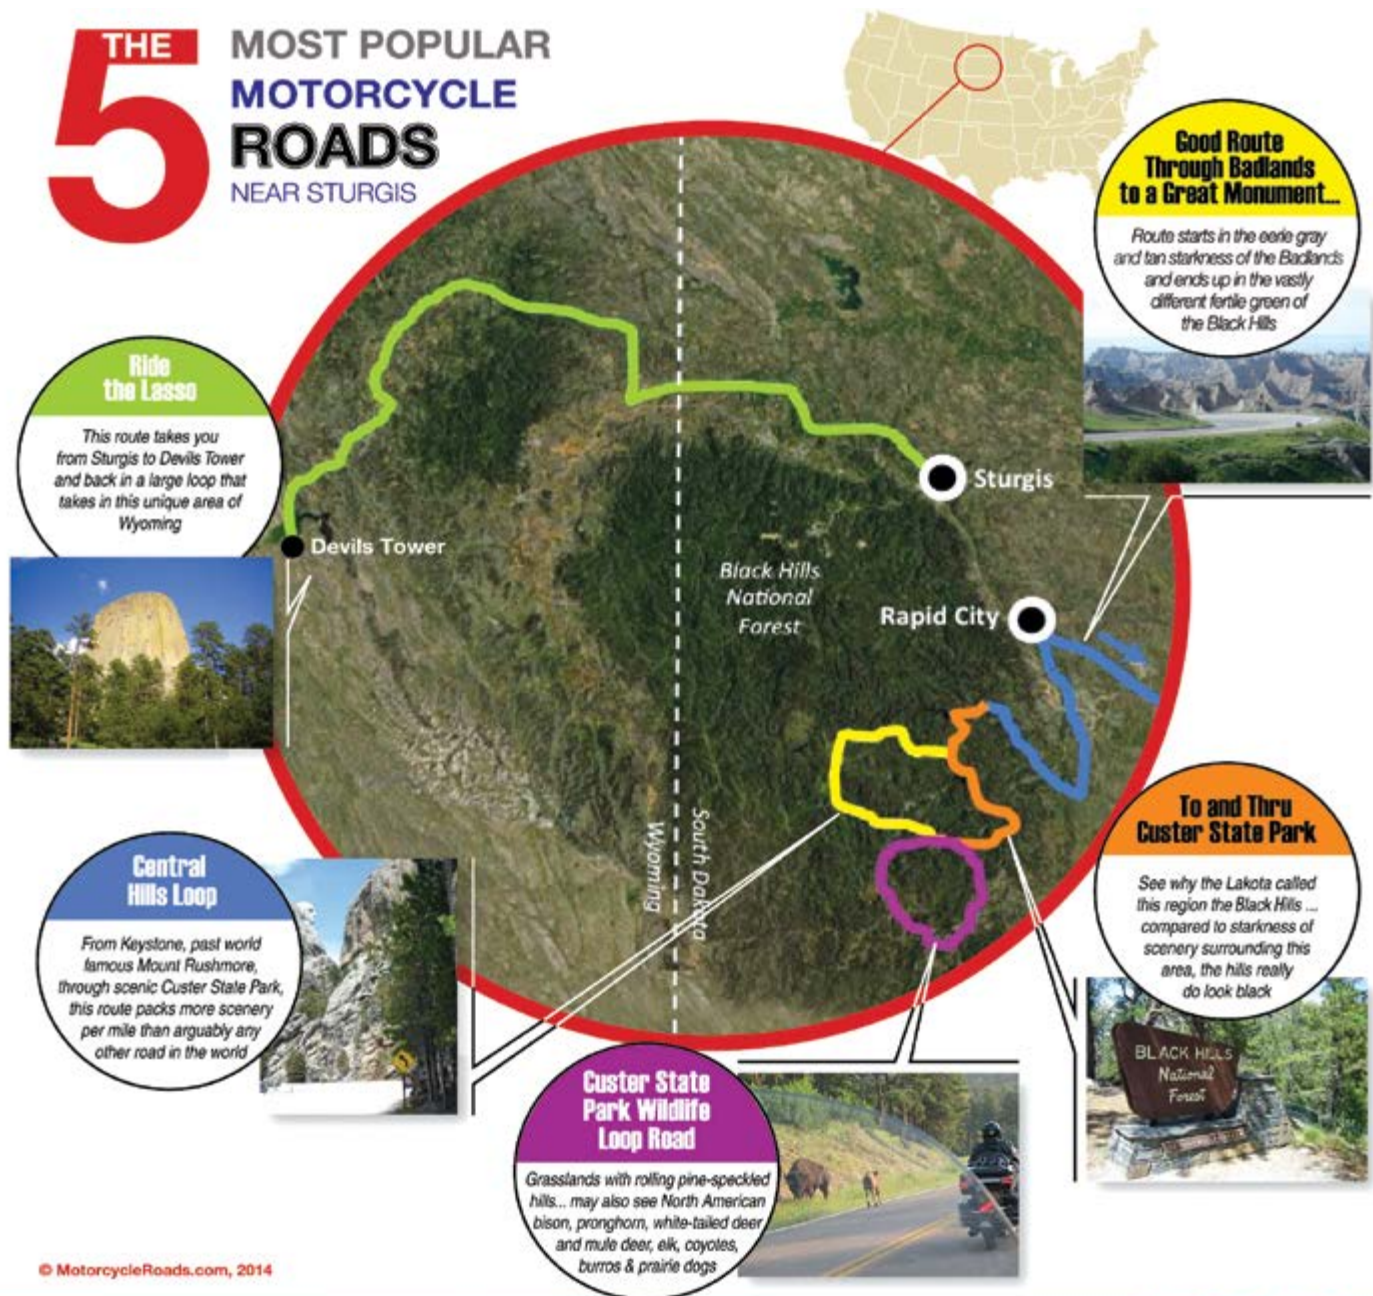 THE
5
MOST POPULAR
MOTORCYCLE
ROADS
NEAR STURGIS
Good Route
Through Badlands
to a Great Monument...
Route starts in the eerie gray
and tan starkness of the Badlands
and ends up in the vastly
different fertile green of
the Black Hills
Ride
the Lasso
This route takes you
from Sturgis to Devils Tower
and back in a large loop that
takes in this unique area of
Wyoming
Sturgis
Devils Tower
Black Hills
National
Forest
Rapid City
Wyoming
South Dakota
Central
Hills Loop
From Keystone, past world
famous Mount Rushmore,
through scenic Custer State Park,
this route packs more scenery
per mile than arguably any
other road in the world
To and Thru
Custer State Park
See why the Lakota called
this region the Black Hills ...
compared to starkness of
scenery surrounding this
area, the hills really
do look black
BLACK HILLS
National
Forest
Custer State
Park Wildlife
Loop Road
Grasslands with rolling pine-speckled
hills... may also see North American
bison, pronghorn, white-tailed deer
and mule deer, elk, coyotes,
burros & prairie dogs
© MotorcycleRoads.com, 2014